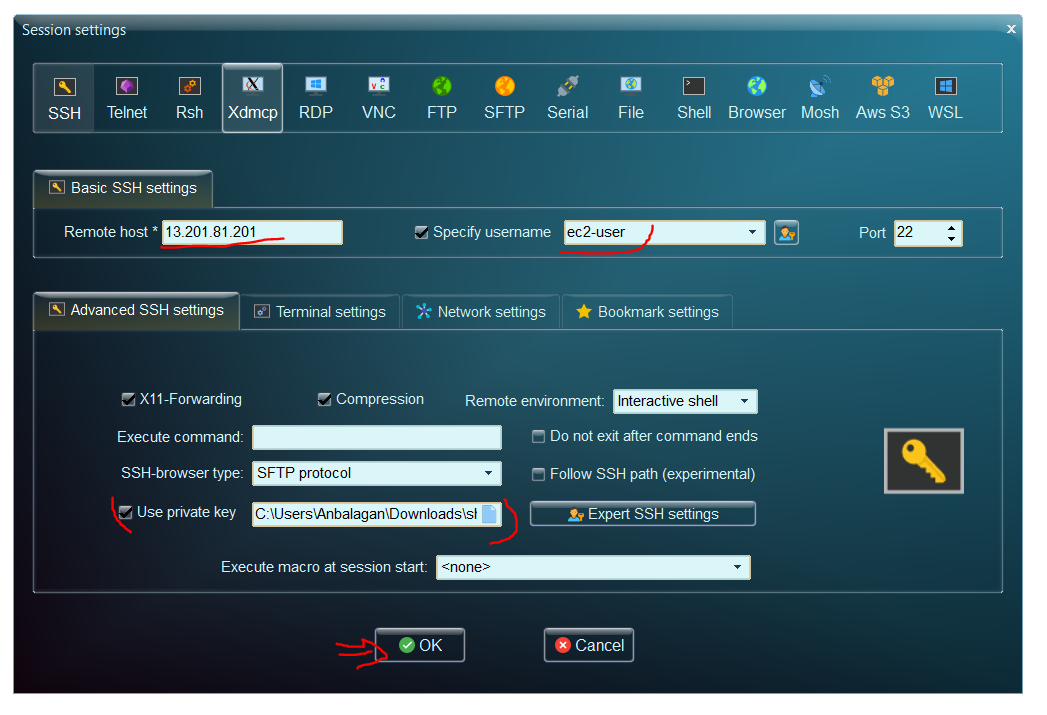 Session settings x
SSH Telnet Rsh Xdmcp RDP VNC FTP SFTP Serial File Shell Browser Mosh Aws S3 WSL
Basic SSH settings
Remote host * 13.201.81.201 Specify username ec2-user Port 22
Advanced SSH settings Terminal settings Network settings Bookmark settings
X11-Forwarding Compression Remote environment: Interactive shell
Execute command: Do not exit after command ends
SSH-browser type: SFTP protocol Follow SSH path (experimental)
Use private key C:\Users\Anbalagan\Downloads\ Expert SSH settings
Execute macro at session start: <none>
OK Cancel